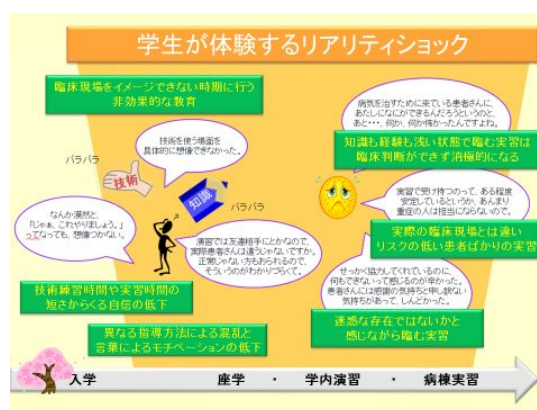 学生が体験するリアリティショック
臨床現場をイメージできない時期に行う
非効果的な教育
技術を使う場面を
具体的に想像できなかった。
バラバラ
技術
知識
バラバラ
なんか漠然と、
「じゃぁ、これやりましょう。」
ってなっても、想像つかない。
演習では友達相手にとかなので、
実際患者さんは違うじゃないですか。
正常じゃない方もおられるので、
そういうのがわかりづらくて。
技術練習時間や実習時間の
短さからくる自信の低下
異なる指導方法による混乱と
言葉によるモチベーションの低下
病気を治すために来ている患者さんに、
あたしになにができるんだろうというのと、
あと・・・、何か、何か怖かったんですよね。
知識も経験も浅い状態で臨む実習は
臨床判断ができず消極的になる
実習で受け持つのって、ある程度
安定しているというか、あんまり
重症の人は担当にならないので。
実際の臨床現場とは違い
リスクの低い患者ばかりの実習
せっかく協力してくれているのに、
何もできないって感じるのが辛かった。
患者さんには感謝の気持ちと申し訳ない
気持ちがあって、しんどかった。
迷惑な存在ではないかと
感じながら臨む実習
入学 座学 ・ 学内演習 ・ 病棟実習